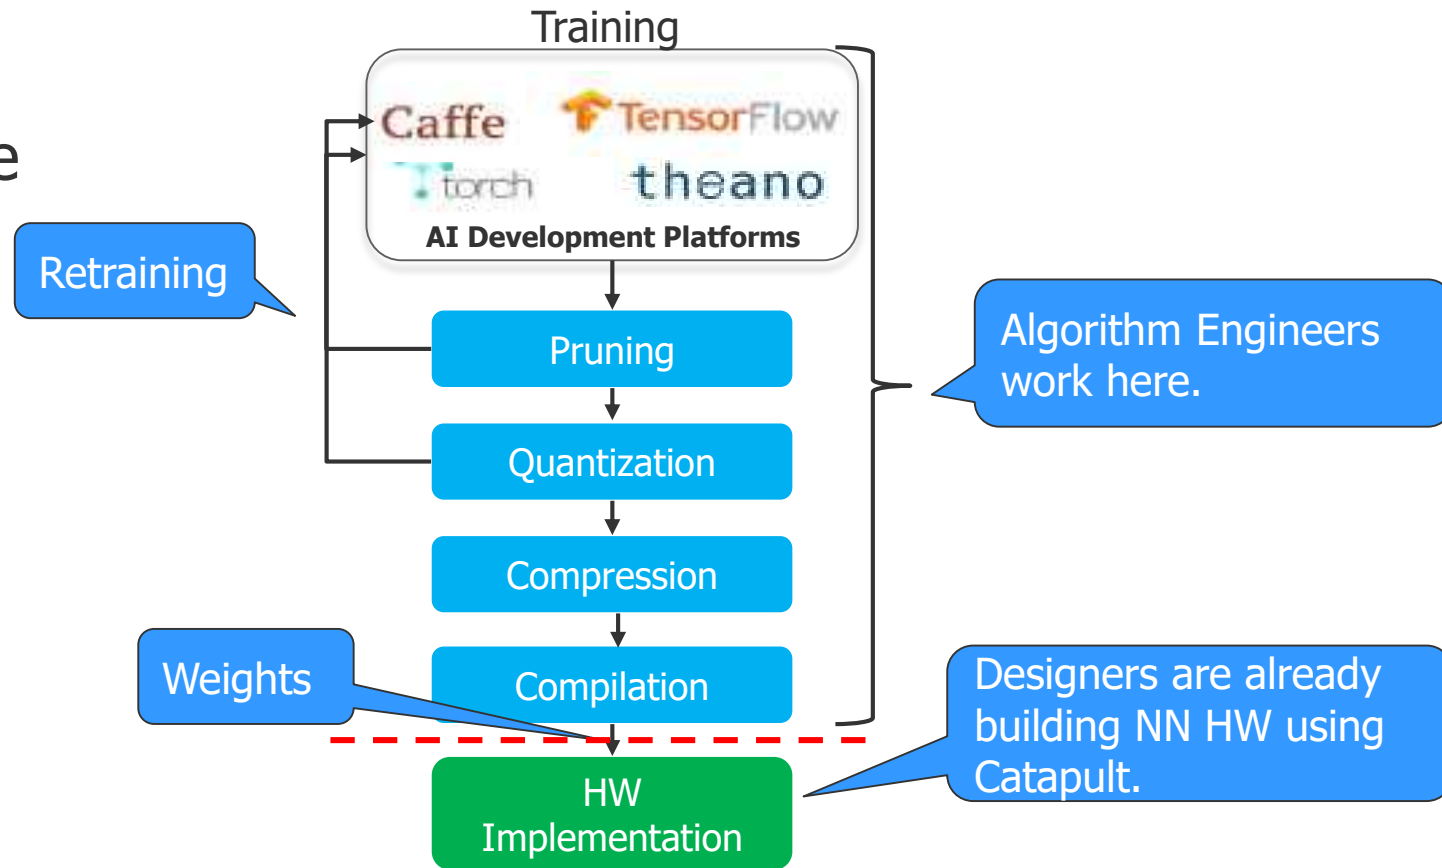 Training
Caffe
TensorFlow
e
torch
theano
AI Development Platforms
Retraining
Pruning
Algorithm Engineers
work here.
Quantization
Compression
Weights
Compilation
Designers are already
building NN HW using
Catapult.
HW
Implementation